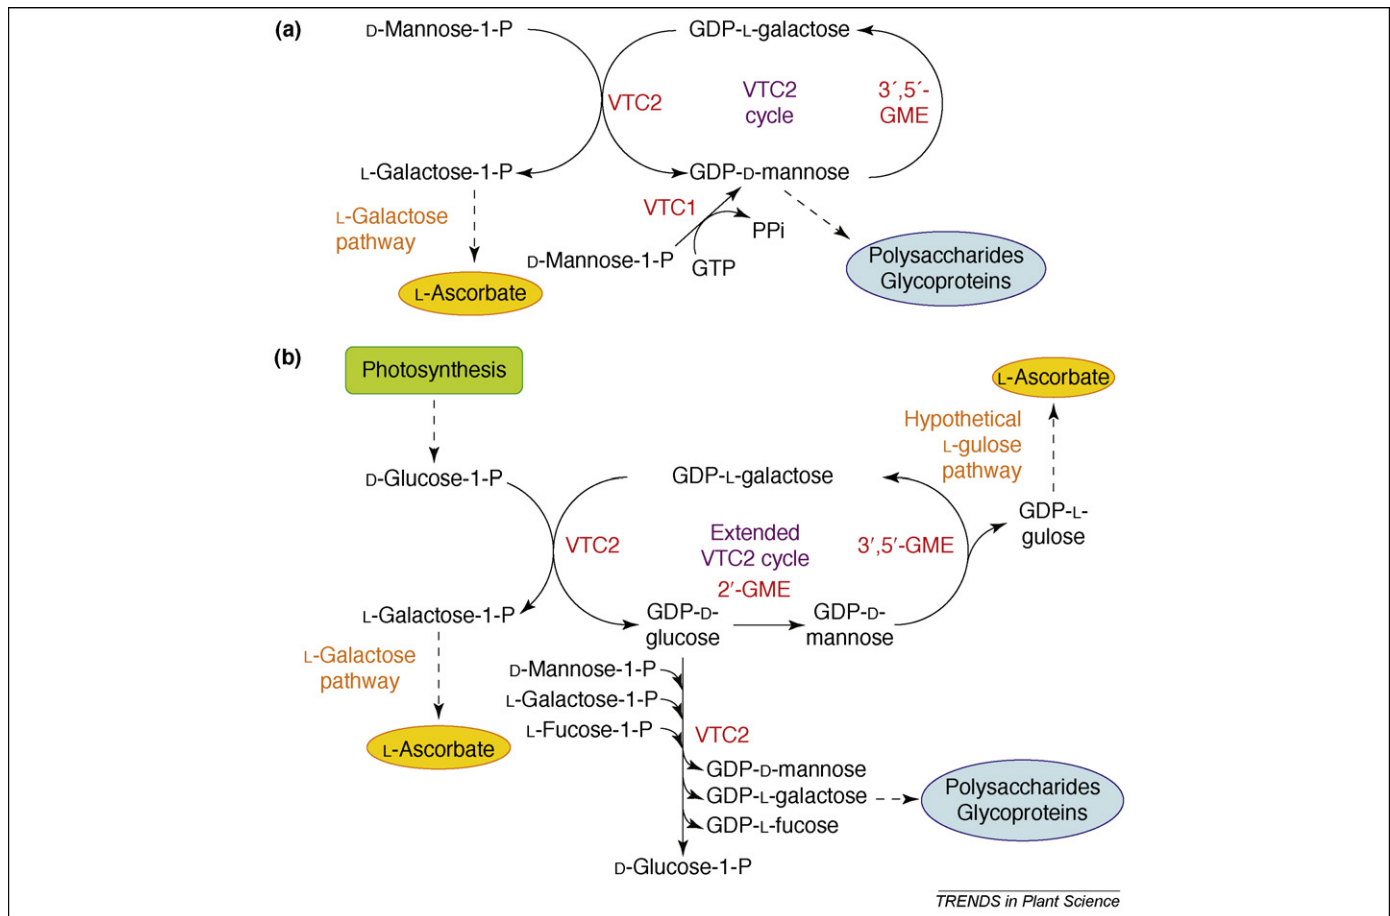 (a)
D-Mannose-1-P
GDP-L-galactose
VTC2
VTC2
cycle
3´,5´-
GME
L-Galactose-1-P
GDP-D-mannose
L-Galactose
pathway
VTC1
PPi
D-Mannose-1-P
GTP
L-Ascorbate
Polysaccharides
Glycoproteins
(b)
Photosynthesis
L-Ascorbate
Hypothetical
L-gulose
pathway
D-Glucose-1-P
GDP-L-galactose
GDP-L-
gulose
VTC2
Extended
VTC2 cycle
3′,5′-GME
2′-GME
L-Galactose-1-P
GDP-D-
glucose
GDP-D-
mannose
L-Galactose
pathway
D-Mannose-1-P
L-Galactose-1-P
L-Fucose-1-P
VTC2
L-Ascorbate
GDP-D-mannose
GDP-L-galactose
GDP-L-fucose
Polysaccharides
Glycoproteins
D-Glucose-1-P
TRENDS in Plant Science